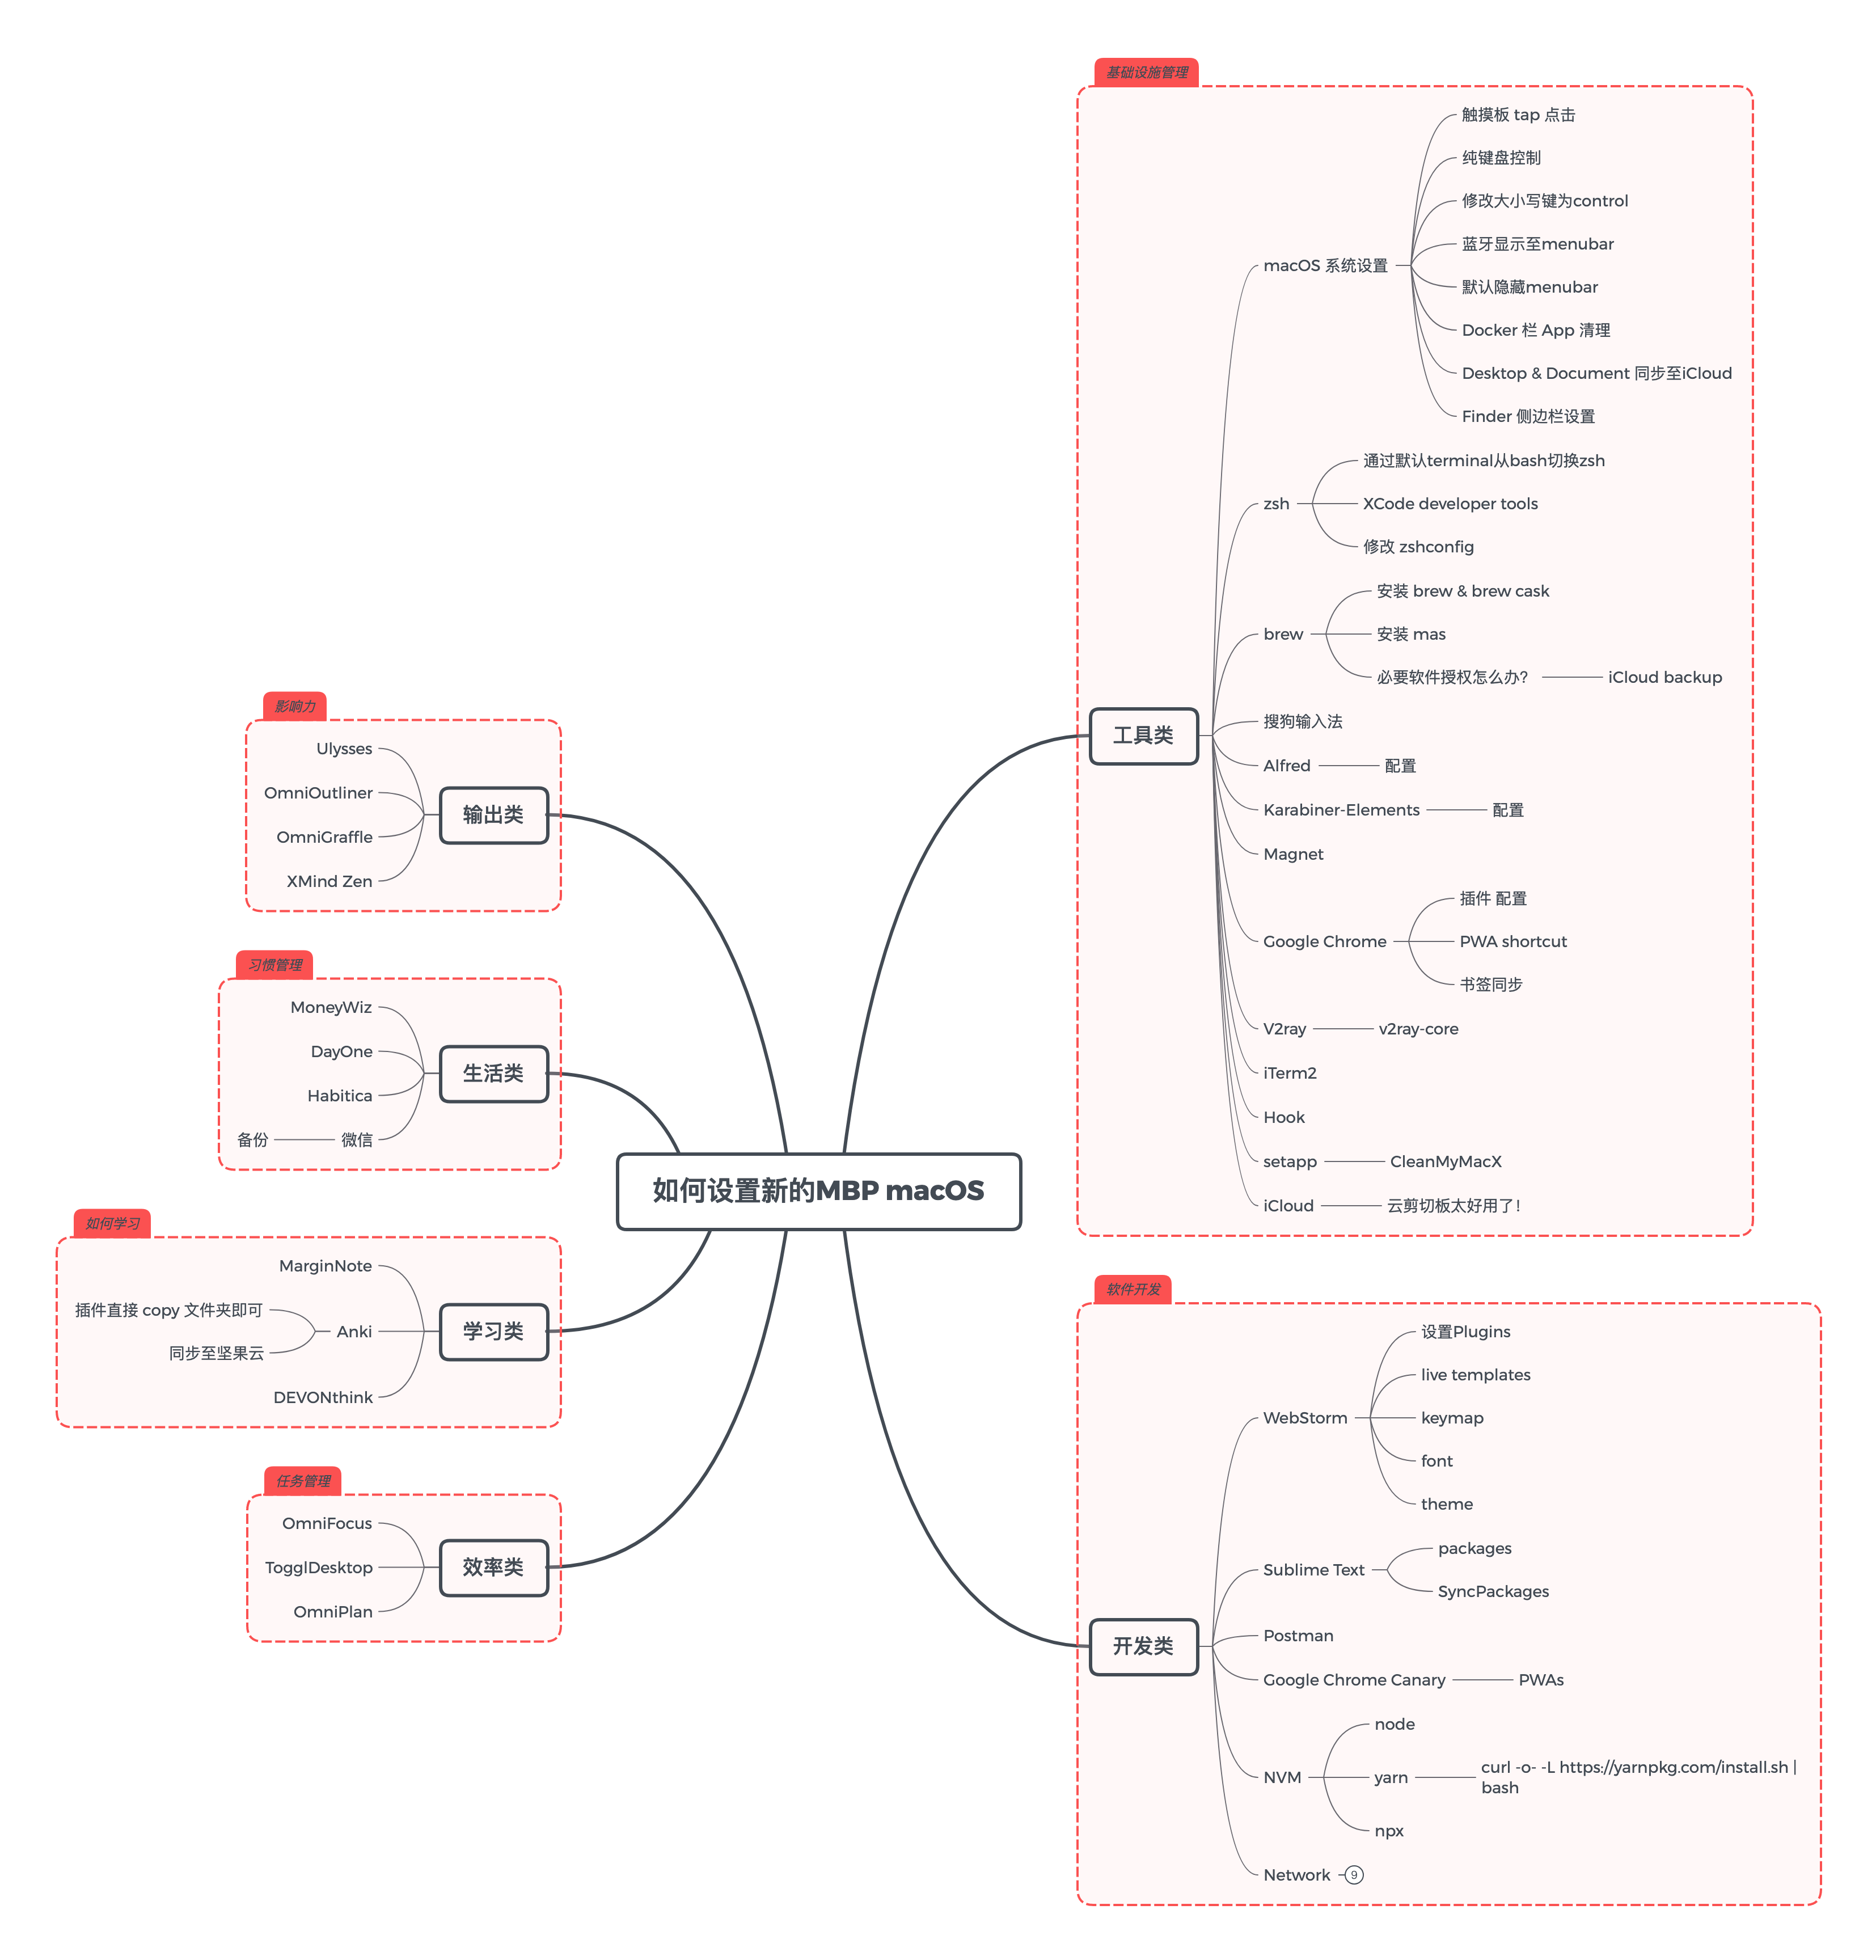 如何设置新的MBP macOS
基础设施管理
工具类
macOS 系统设置
触摸板 tap 点击
纯键盘控制
修改大小写键为control
蓝牙显示至menubar
默认隐藏menubar
Docker 栏 App 清理
Desktop & Document 同步至iCloud
Finder 侧边栏设置
zsh
通过默认terminal从bash切换zsh
XCode developer tools
修改 zshconfig
brew
安装 brew & brew cask
安装 mas
必要软件授权怎么办?
iCloud backup
搜狗输入法
Alfred
配置
Karabiner-Elements
配置
Magnet
Google Chrome
插件 配置
PWA shortcut
书签同步
V2ray
v2ray-core
iTerm2
Hook
setapp
CleanMyMacX
iCloud
云剪切板太好用了!
软件开发
开发类
WebStorm
设置Plugins
live templates
keymap
font
theme
Sublime Text
packages
SyncPackages
Postman
Google Chrome Canary
PWAs
NVM
node
yarn
curl -o- -L https://yarnpkg.com/install.sh |
bash
npx
Network
9
影响力
输出类
Ulysses
OmniOutliner
OmniGraffle
XMind Zen
习惯管理
生活类
MoneyWiz
DayOne
Habitica
微信
备份
如何学习
学习类
MarginNote
Anki
插件直接 copy 文件夹即可
同步至坚果云
DEVONthink
任务管理
效率类
OmniFocus
TogglDesktop
OmniPlan